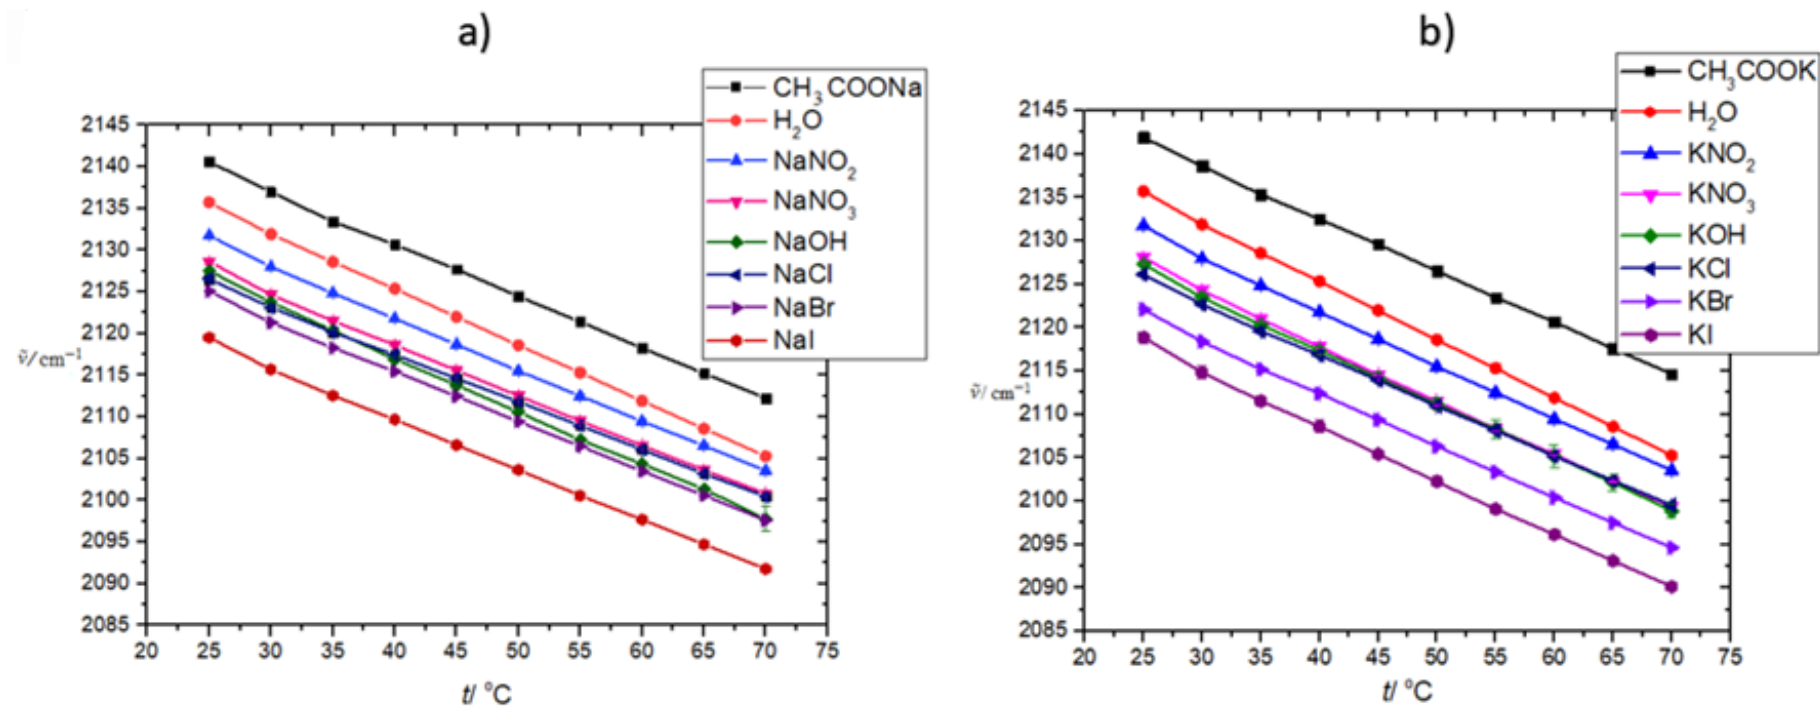 a)
CH₃COONa
H₂O
NaNO₂
NaNO₃
NaOH
NaCl
NaBr
NaI
2145
2140
2135
2130
2125
2120
2115
2110
2105
2100
2095
2090
2085
ṽ/cm⁻¹
20 25 30 35 40 45 50 55 60 65 70 75
t/ °C
b)
CH₃COOK
H₂O
KNO₂
KNO₃
KOH
KCl
KBr
KI
2145
2140
2135
2130
2125
2120
2115
2110
2105
2100
2095
2090
2085
ṽ/cm⁻¹
20 25 30 35 40 45 50 55 60 65 70 75
t/ °C